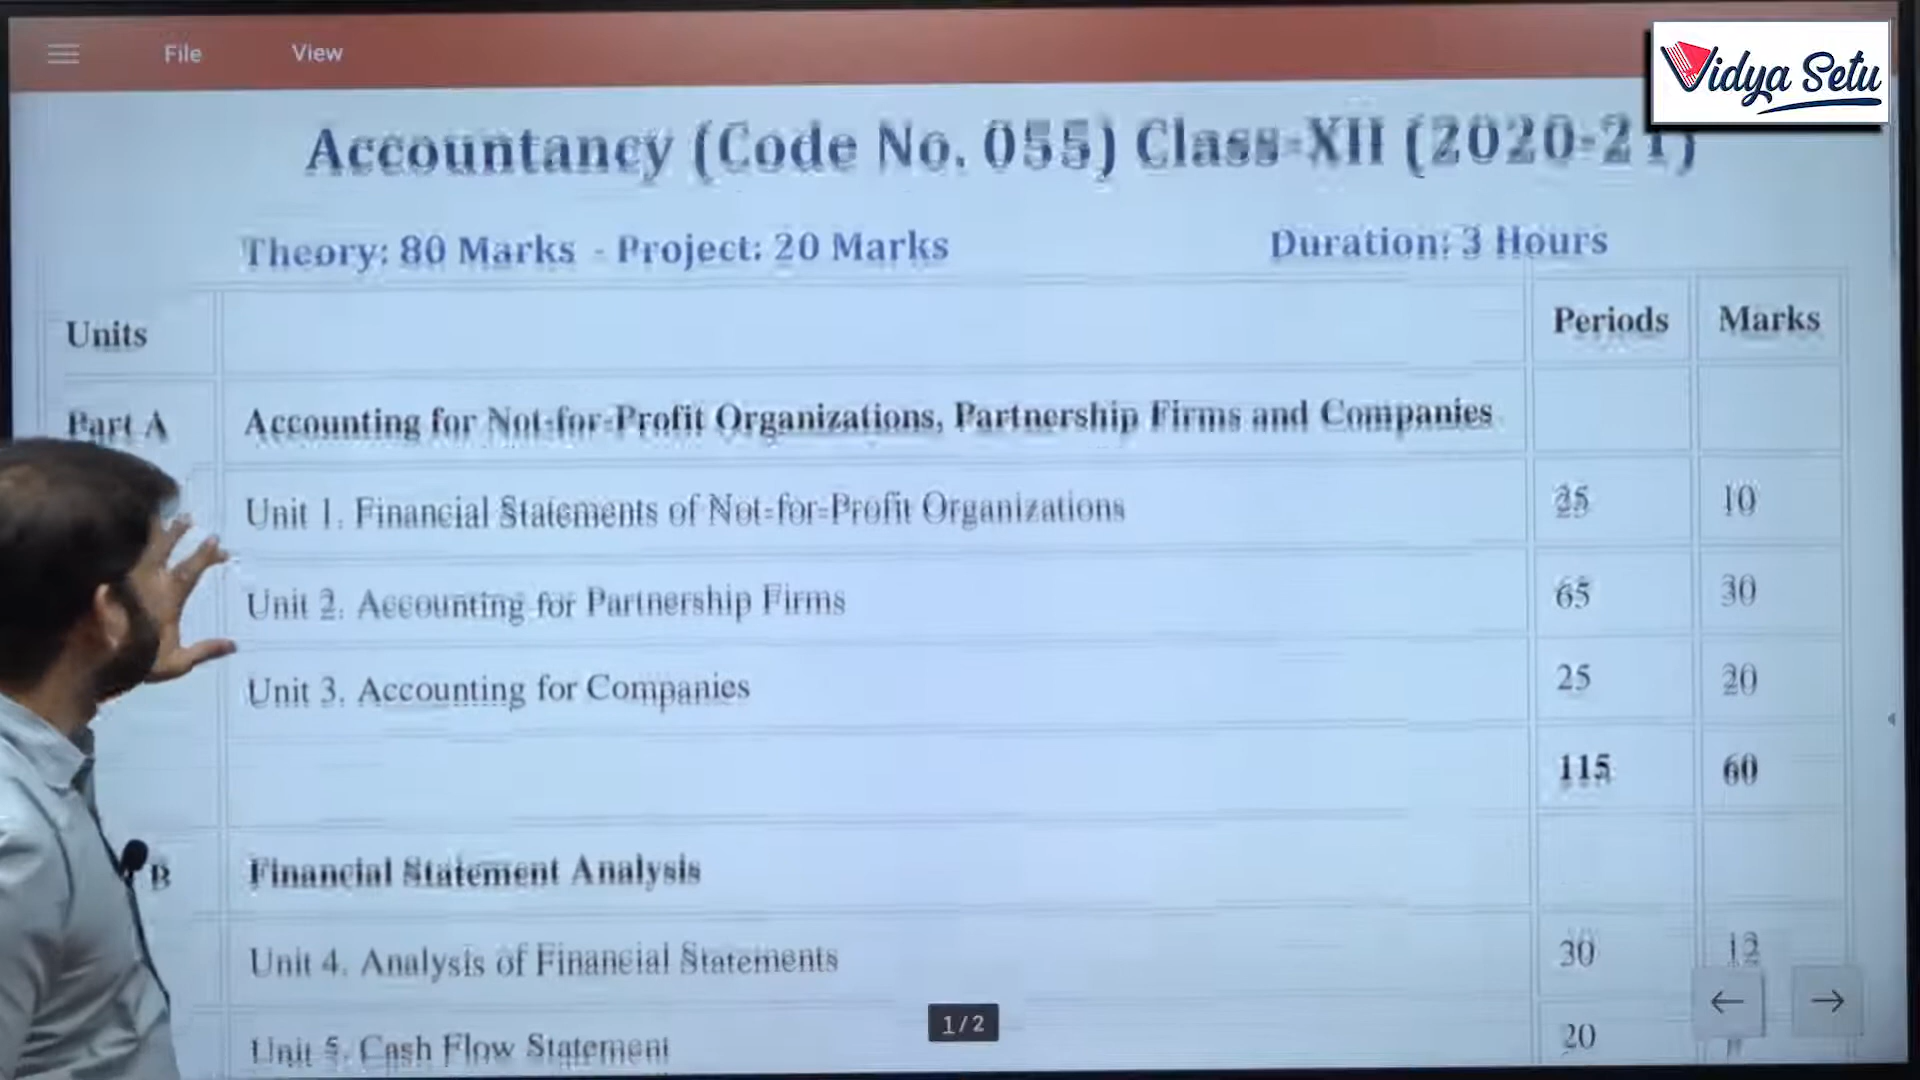 File View
Vidya Setu
Accountancy (Code No. 055) Class-XII (2020-21)
Theory: 80 Marks - Project: 20 Marks Duration: 3 Hours
Units Periods Marks
Part A Accounting for Not-for-Profit Organizations, Partnership Firms and Companies
Unit 1. Financial Statements of Not-for-Profit Organizations 25 10
Unit 2. Accounting for Partnership Firms 65 30
Unit 3. Accounting for Companies 25 20
115 60
B Financial Statement Analysis
Unit 4. Analysis of Financial Statements 30 12
Unit 5. Cash Flow Statement 20
1/2